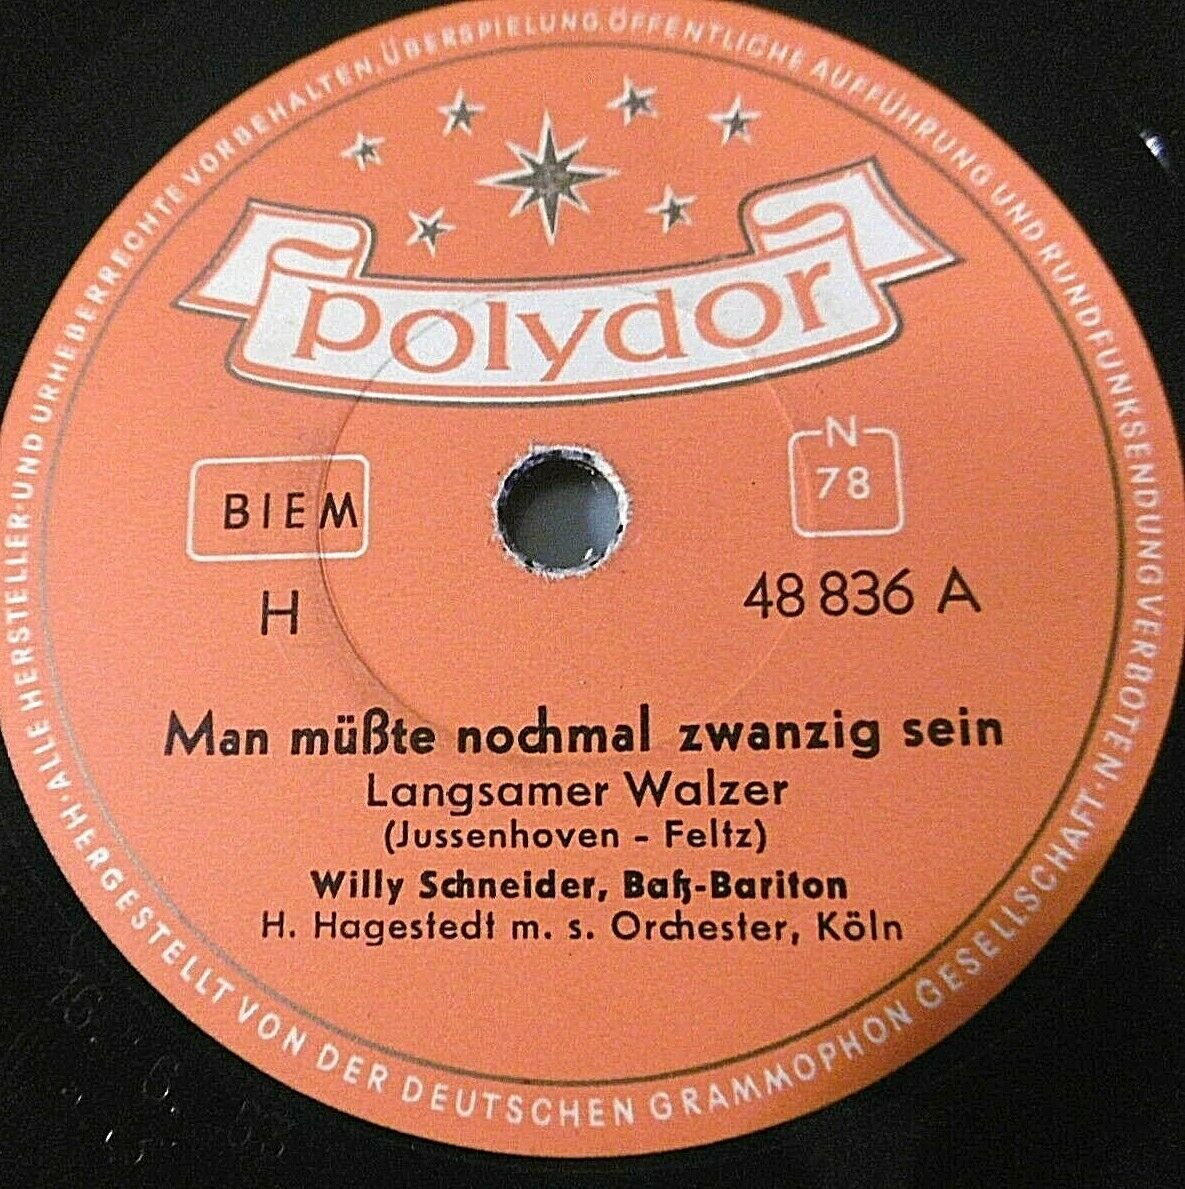 ·ALLE HERSTELLER-UND URHEBERRECHTE VORBEHALTEN, ÜBERSPIELUNG. ÖFFENTLICHE AUFFÜHRUNG UND RUNDFUNKSENDUNG VERBOTEN·
polydor
N
78
BIEM
H
48 836 A
Man müßte nochmal zwanzig sein
Langsamer Walzer
(Jussenhoven - Feltz)
Willy Schneider, Baß-Bariton
H. Hagestedt m. s. Orchester, Köln
HERGESTELLT VON DER DEUTSCHEN GRAMMOPHON GESELLSCHAFT·